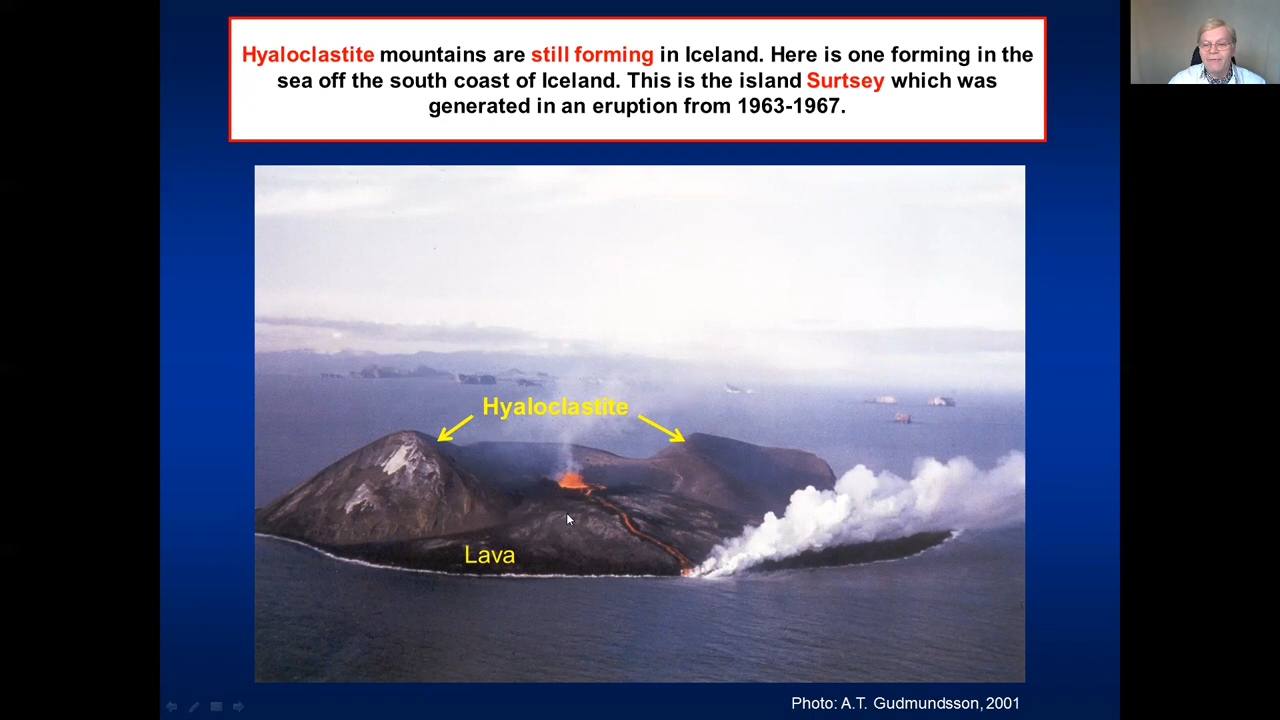 Hyaloclastite mountains are still forming in Iceland. Here is one forming in the
sea off the south coast of Iceland. This is the island Surtsey which was
generated in an eruption from 1963-1967.
Hyaloclastite
Lava
Photo: A.T. Gudmundsson, 2001